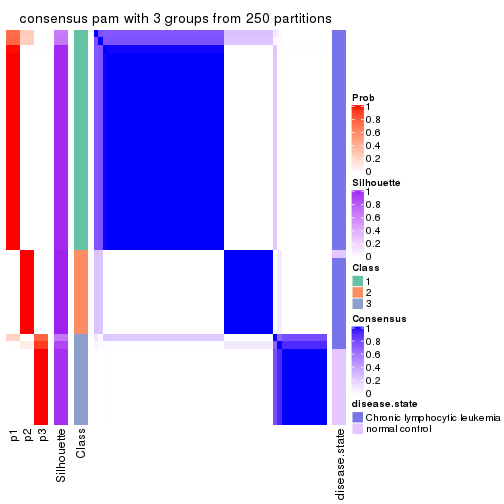 consensus pam with 3 groups from 250 partitions
Prob
1
0.8
0.6
0.4
0.2
0
Silhouette
1
0.8
0.6
0.4
0.2
0
Class
1
2
3
Consensus
1
0.8
0.6
0.4
0.2
0
disease.state
Chronic lymphocytic leukemia
normal control
p1
p2
p3
Silhouette
Class
disease.state